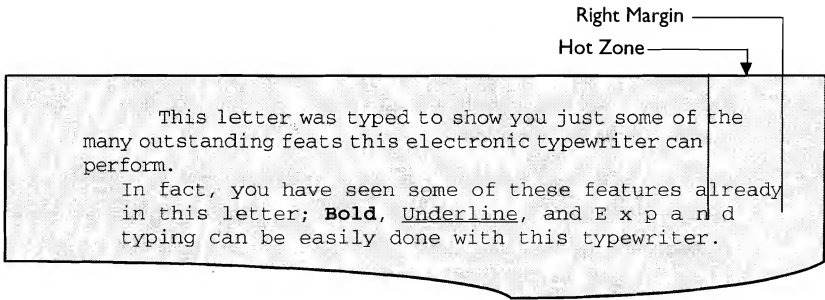 Right Margin
Hot Zone
This letter was typed to show you just some of the
many outstanding feats this electronic typewriter can
perform.
In fact, you have seen some of these features already
in this letter; Bold, Underline, and E x p a n d
typing can be easily done with this typewriter.